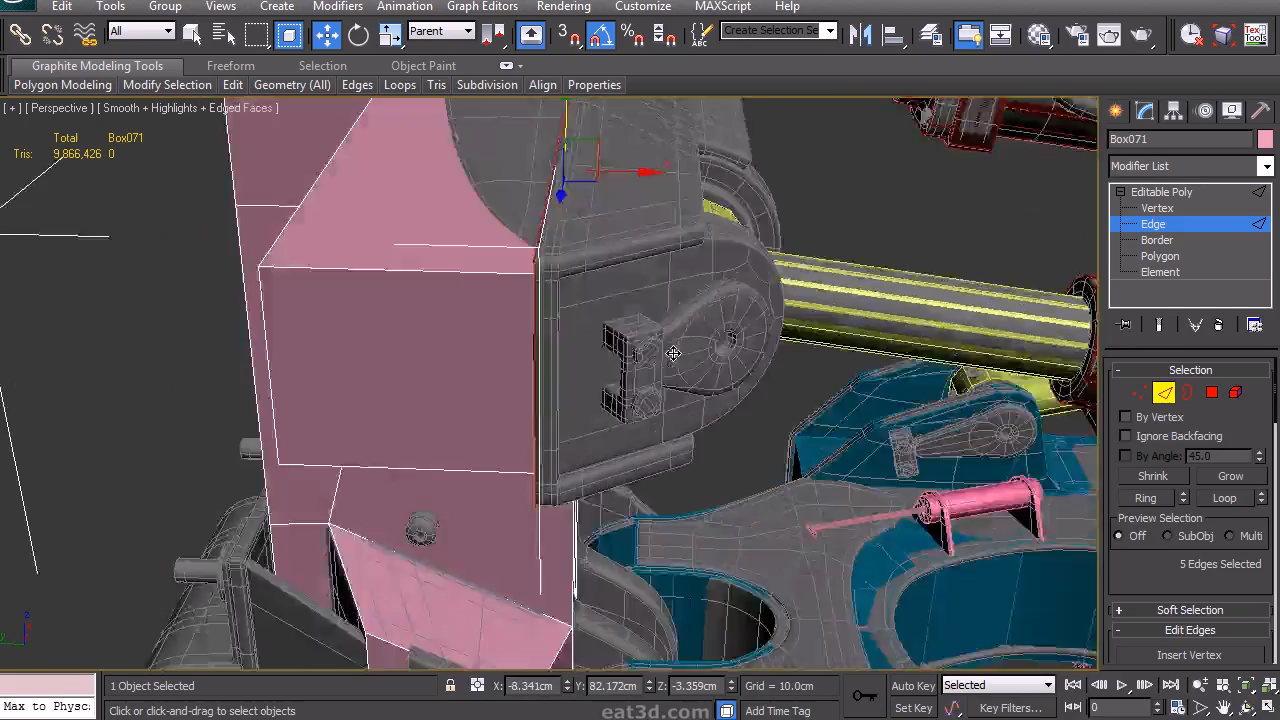 Edit Tools Group Views Create Modifiers Animation Graph Editors Rendering Customize MAXScript Help
All Parent 3 Create Selection Se
Graphite Modeling Tools Freeform Selection Object Paint
Polygon Modeling Modify Selection Edit Geometry (All) Edges Loops Tris Subdivision Align Properties
[ + ] [ Perspective ] [ Smooth + Highlights + Edged Faces ]
Total Box071
Tris: 9,866,426 0
Box071
Modifier List
Editable Poly
Vertex
Edge
Border
Polygon
Element
- Selection
By Vertex
Ignore Backfacing
By Angle: 45.0
Shrink Grow
Ring Loop
Preview Selection
Off SubObj Multi
5 Edges Selected
+ Soft Selection
- Edit Edges
Insert Vertex
z
y
1 Object Selected X: -8.341cm Y: 82.172cm Z: -3.359cm Grid = 10.0cm Auto Key Selected
Max to Physc Click or click-and-drag to select objects eat3d.com Add Time Tag Set Key Key Filters... 0